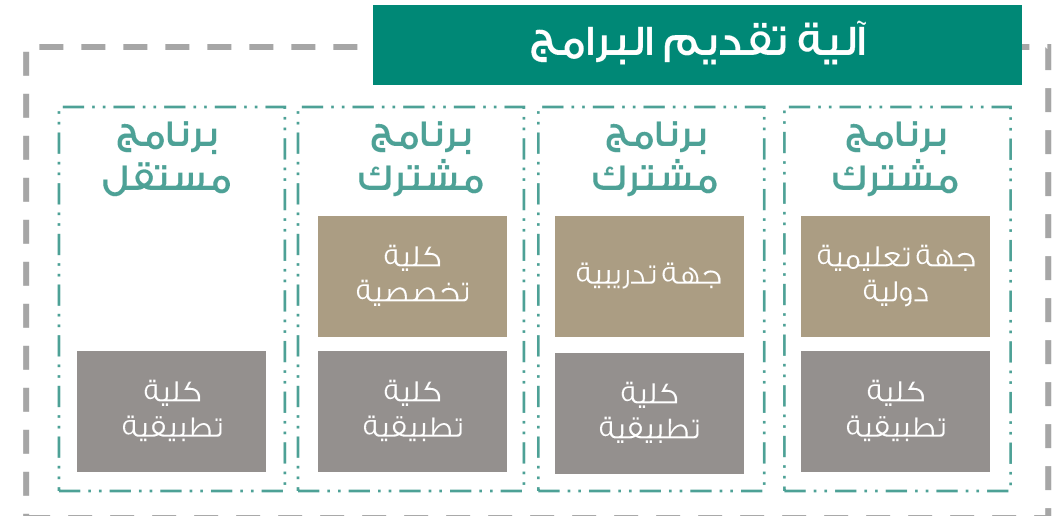 آلية تقديم البرامج
برنامج
مشترك
جهة تعليمية
دولية
كلية
تطبيقية
برنامج
مشترك
جهة تدريبية
كلية
تطبيقية
برنامج
مشترك
كلية
تخصصية
كلية
تطبيقية
برنامج
مستقل
كلية
تطبيقية